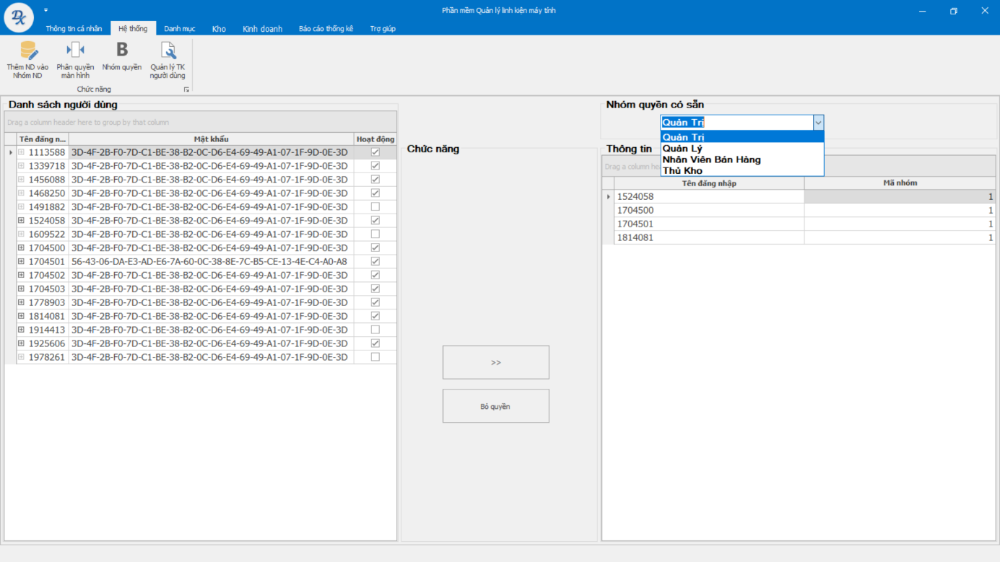 Phần mềm Quản lý linh kiện máy tính
Thông tin cá nhân Hệ thống Danh mục Kho Kinh doanh Báo cáo thống kê Trợ giúp
Thêm ND vào Nhóm ND
Phân quyền màn hình
Nhóm quyền
Quản lý TK người dùng
Chức năng
Danh sách người dùng
Drag a column header here to group by that column
Tên đăng n... Mật khẩu Hoạt động
1113588 3D-4F-2B-F0-7D-C1-BE-38-B2-0C-D6-E4-69-49-A1-07-1F-9D-0E-3D
1339718 3D-4F-2B-F0-7D-C1-BE-38-B2-0C-D6-E4-69-49-A1-07-1F-9D-0E-3D
1456088 3D-4F-2B-F0-7D-C1-BE-38-B2-0C-D6-E4-69-49-A1-07-1F-9D-0E-3D
1468250 3D-4F-2B-F0-7D-C1-BE-38-B2-0C-D6-E4-69-49-A1-07-1F-9D-0E-3D
1491882 3D-4F-2B-F0-7D-C1-BE-38-B2-0C-D6-E4-69-49-A1-07-1F-9D-0E-3D
1524058 3D-4F-2B-F0-7D-C1-BE-38-B2-0C-D6-E4-69-49-A1-07-1F-9D-0E-3D
1609522 3D-4F-2B-F0-7D-C1-BE-38-B2-0C-D6-E4-69-49-A1-07-1F-9D-0E-3D
1704500 3D-4F-2B-F0-7D-C1-BE-38-B2-0C-D6-E4-69-49-A1-07-1F-9D-0E-3D
1704501 56-43-06-DA-E3-AD-E6-7A-60-0C-38-8E-7C-B5-CE-13-4E-C4-A0-A8
1704502 3D-4F-2B-F0-7D-C1-BE-38-B2-0C-D6-E4-69-49-A1-07-1F-9D-0E-3D
1704503 3D-4F-2B-F0-7D-C1-BE-38-B2-0C-D6-E4-69-49-A1-07-1F-9D-0E-3D
1778903 3D-4F-2B-F0-7D-C1-BE-38-B2-0C-D6-E4-69-49-A1-07-1F-9D-0E-3D
1814081 3D-4F-2B-F0-7D-C1-BE-38-B2-0C-D6-E4-69-49-A1-07-1F-9D-0E-3D
1914413 3D-4F-2B-F0-7D-C1-BE-38-B2-0C-D6-E4-69-49-A1-07-1F-9D-0E-3D
1925606 3D-4F-2B-F0-7D-C1-BE-38-B2-0C-D6-E4-69-49-A1-07-1F-9D-0E-3D
1978261 3D-4F-2B-F0-7D-C1-BE-38-B2-0C-D6-E4-69-49-A1-07-1F-9D-0E-3D
Chức năng
>>
Bỏ quyền
Nhóm quyền có sẵn
Quản Trị
Quản Trị
Quản Lý
Nhân Viên Bán Hàng
Thủ Kho
Thông tin
Drag a column
Tên đăng nhập Mã nhóm
1524058 1
1704500 1
1704501 1
1814081 1